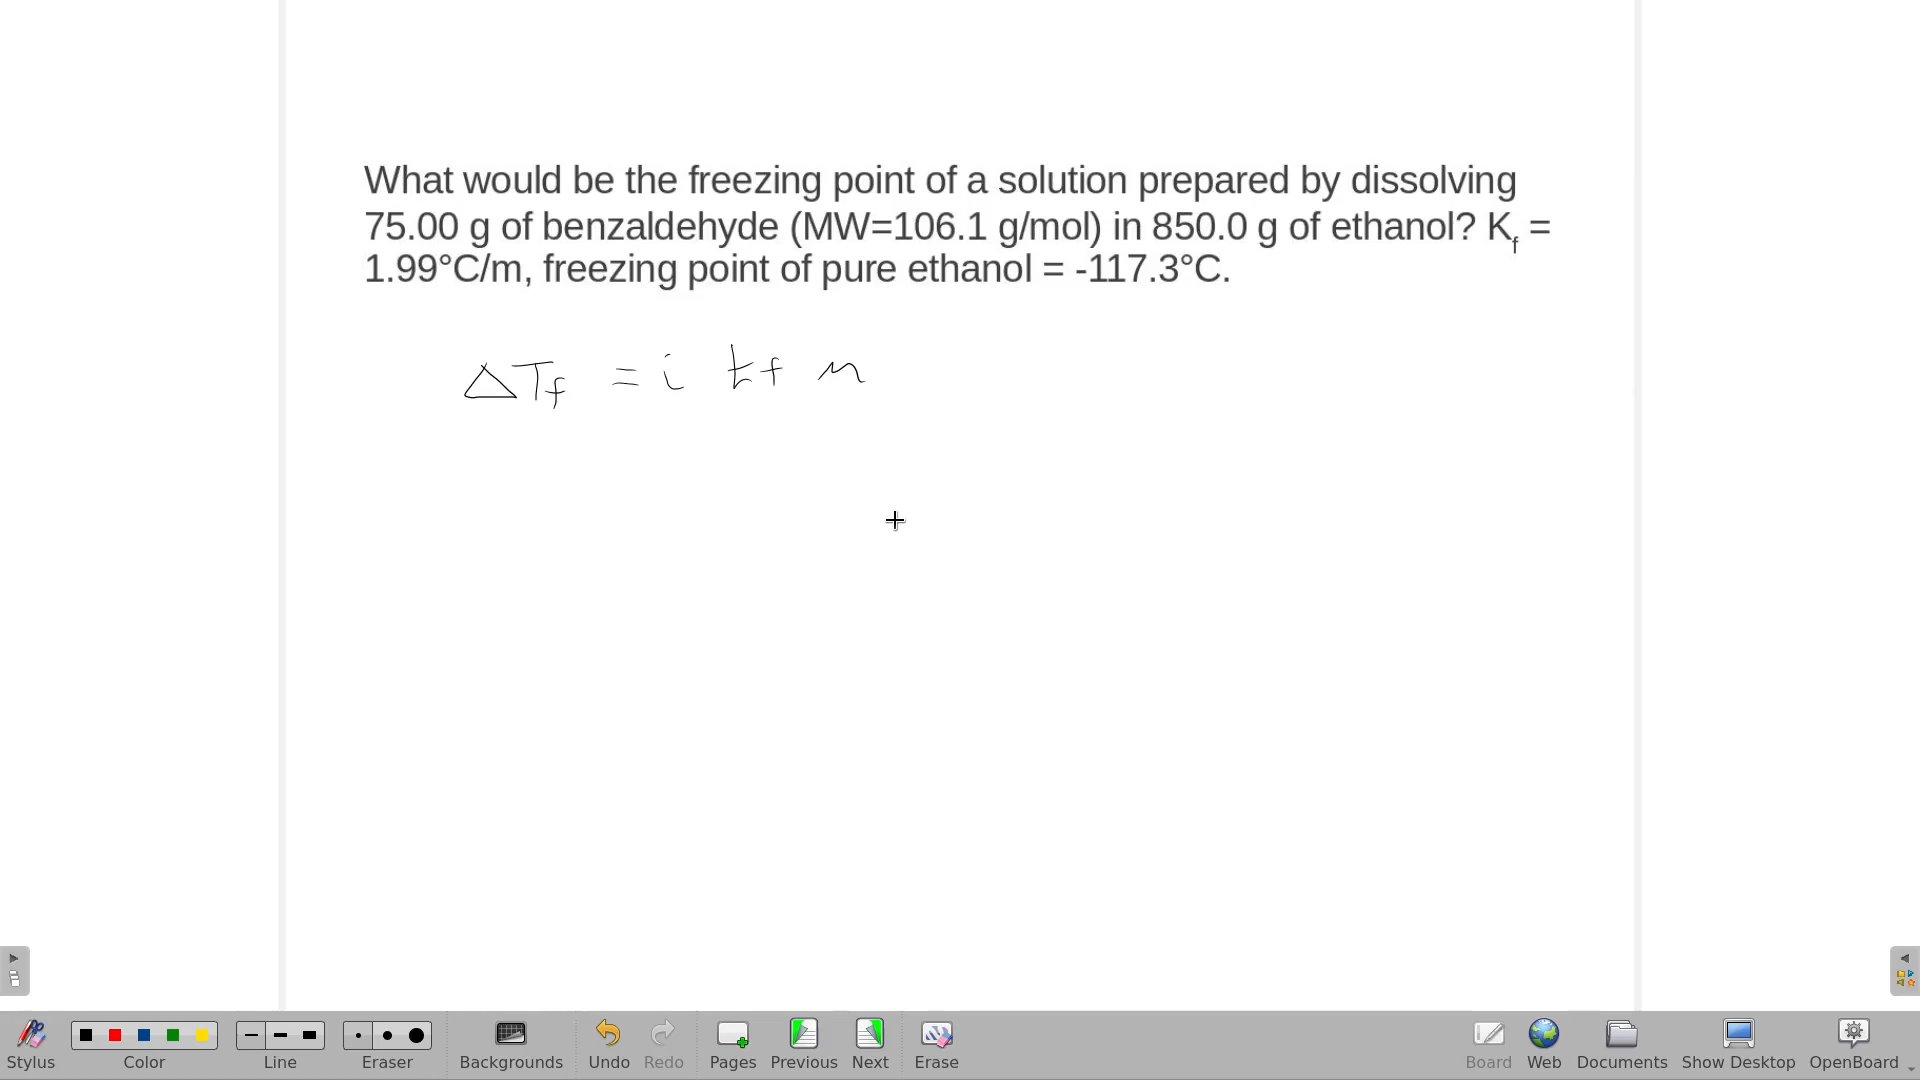 What would be the freezing point of a solution prepared by dissolving
75.00 g of benzaldehyde (MW=106.1 g/mol) in 850.0 g of ethanol? Kf =
1.99°C/m, freezing point of pure ethanol = -117.3°C.
ΔTf = i kf m
Stylus Color Line Eraser Backgrounds Undo Redo Pages Previous Next Erase Board Web Documents Show Desktop OpenBoard